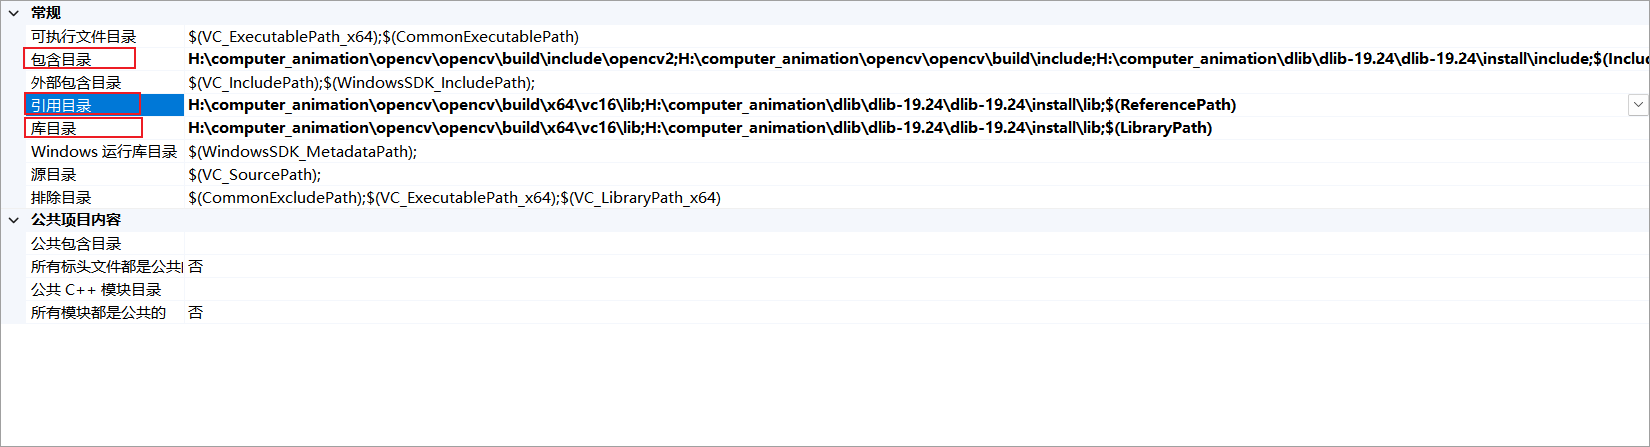 常规
可执行文件目录 $(VC_ExecutablePath_x64);$(CommonExecutablePath)
包含目录 H:\computer_animation\opencv\opencv\build\include\opencv2;H:\computer_animation\opencv\opencv\build\include;H:\computer_animation\dlib\dlib-19.24\dlib-19.24\install\include;$(Includ
外部包含目录 $(VC_IncludePath);$(WindowsSDK_IncludePath);
引用目录 H:\computer_animation\opencv\opencv\build\x64\vc16\lib;H:\computer_animation\dlib\dlib-19.24\dlib-19.24\install\lib;$(ReferencePath)
库目录 H:\computer_animation\opencv\opencv\build\x64\vc16\lib;H:\computer_animation\dlib\dlib-19.24\dlib-19.24\install\lib;$(LibraryPath)
Windows 运行库目录 $(WindowsSDK_MetadataPath);
源目录 $(VC_SourcePath);
排除目录 $(CommonExcludePath);$(VC_ExecutablePath_x64);$(VC_LibraryPath_x64)
公共项目内容
公共包含目录
所有标头文件都是公共 否
公共 C++ 模块目录
所有模块都是公共的 否